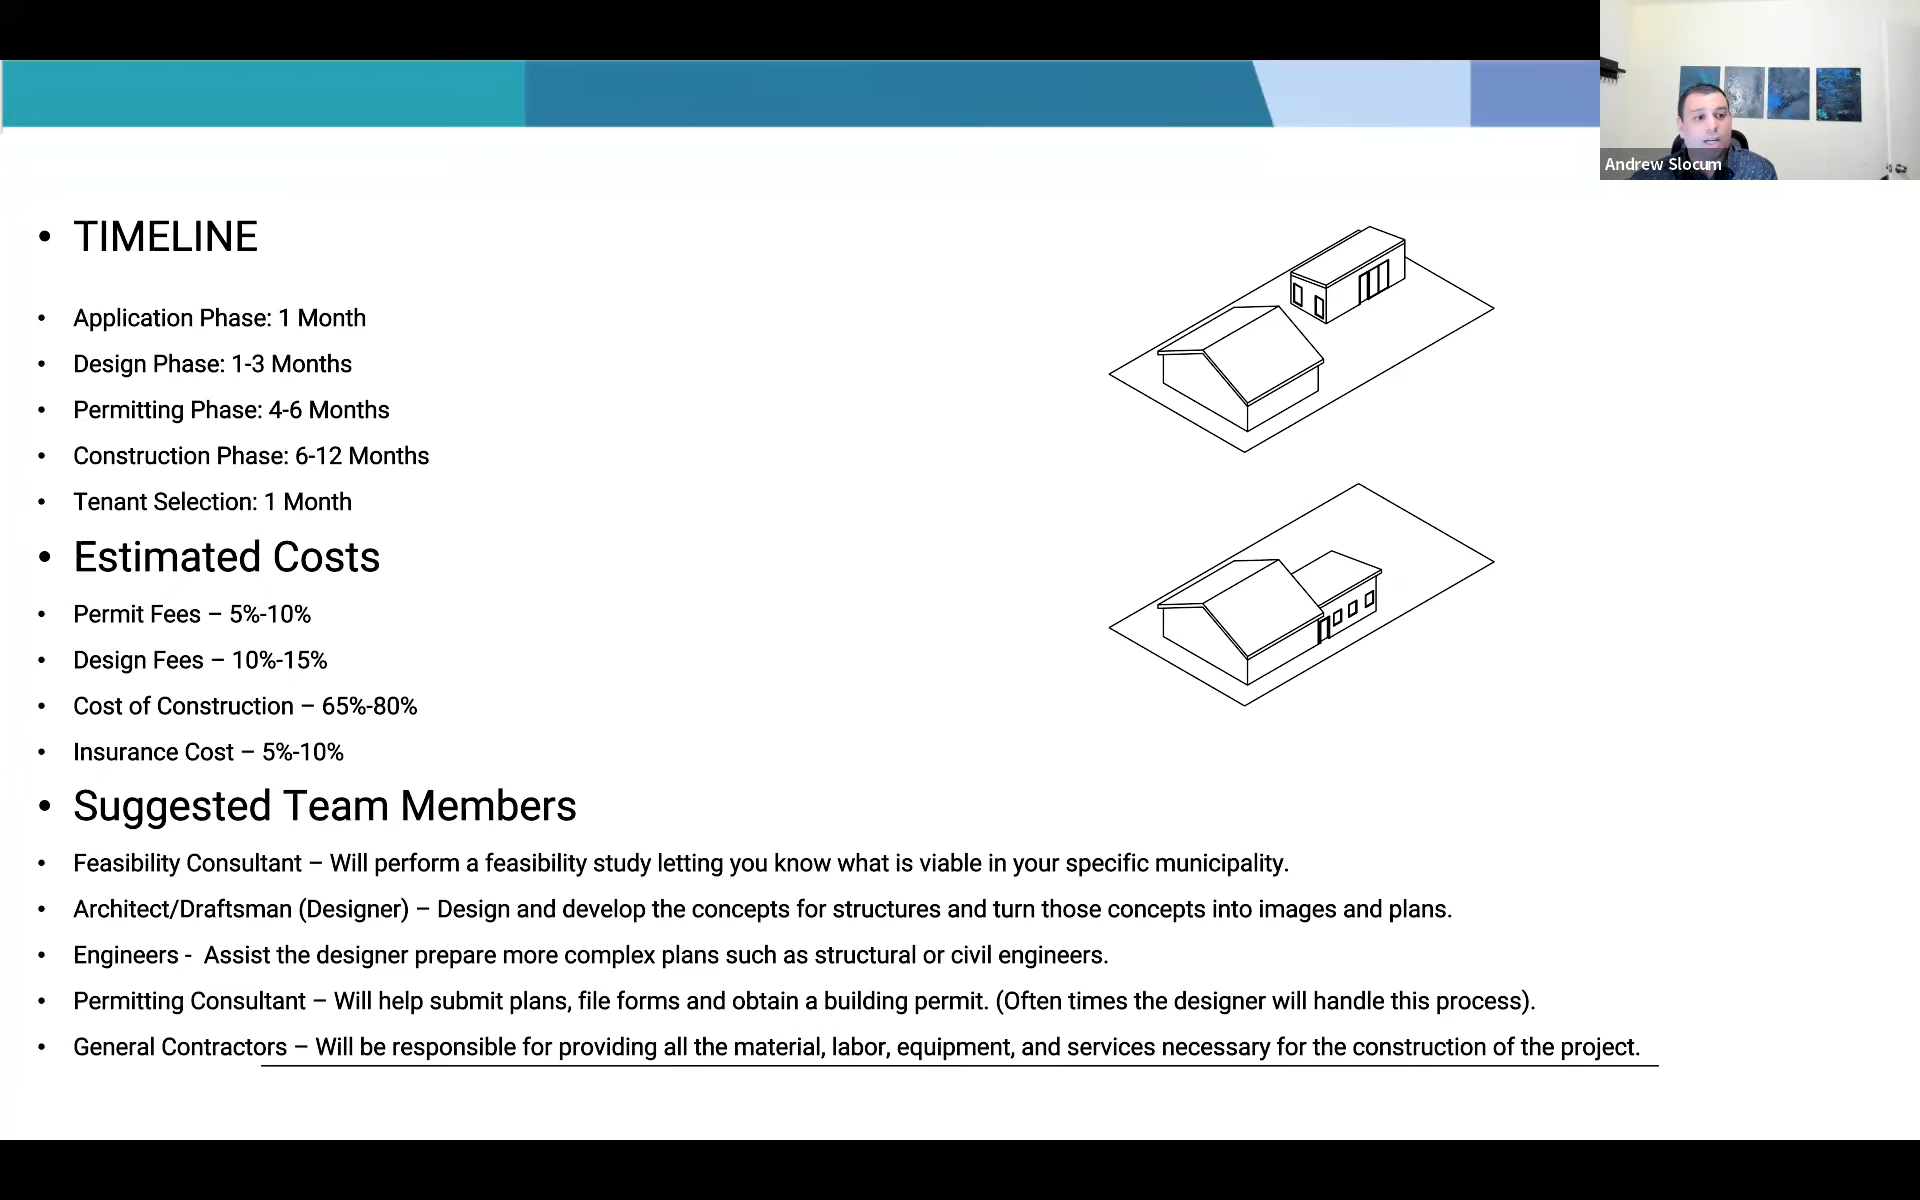 Andrew Slocum
• TIMELINE
• Application Phase: 1 Month
• Design Phase: 1-3 Months
• Permitting Phase: 4-6 Months
• Construction Phase: 6-12 Months
• Tenant Selection: 1 Month
• Estimated Costs
• Permit Fees – 5%-10%
• Design Fees – 10%-15%
• Cost of Construction – 65%-80%
• Insurance Cost – 5%-10%
• Suggested Team Members
• Feasibility Consultant – Will perform a feasibility study letting you know what is viable in your specific municipality.
• Architect/Draftsman (Designer) – Design and develop the concepts for structures and turn those concepts into images and plans.
• Engineers -  Assist the designer prepare more complex plans such as structural or civil engineers.
• Permitting Consultant – Will help submit plans, file forms and obtain a building permit. (Often times the designer will handle this process).
• General Contractors – Will be responsible for providing all the material, labor, equipment, and services necessary for the construction of the project.